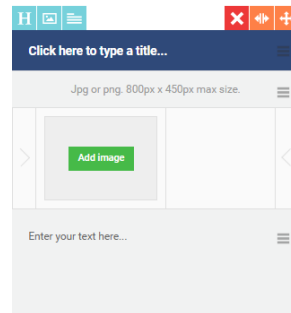 H
Click here to type a title...
Jpg or png. 800px x 450px max size.
Add image
Enter your text here...